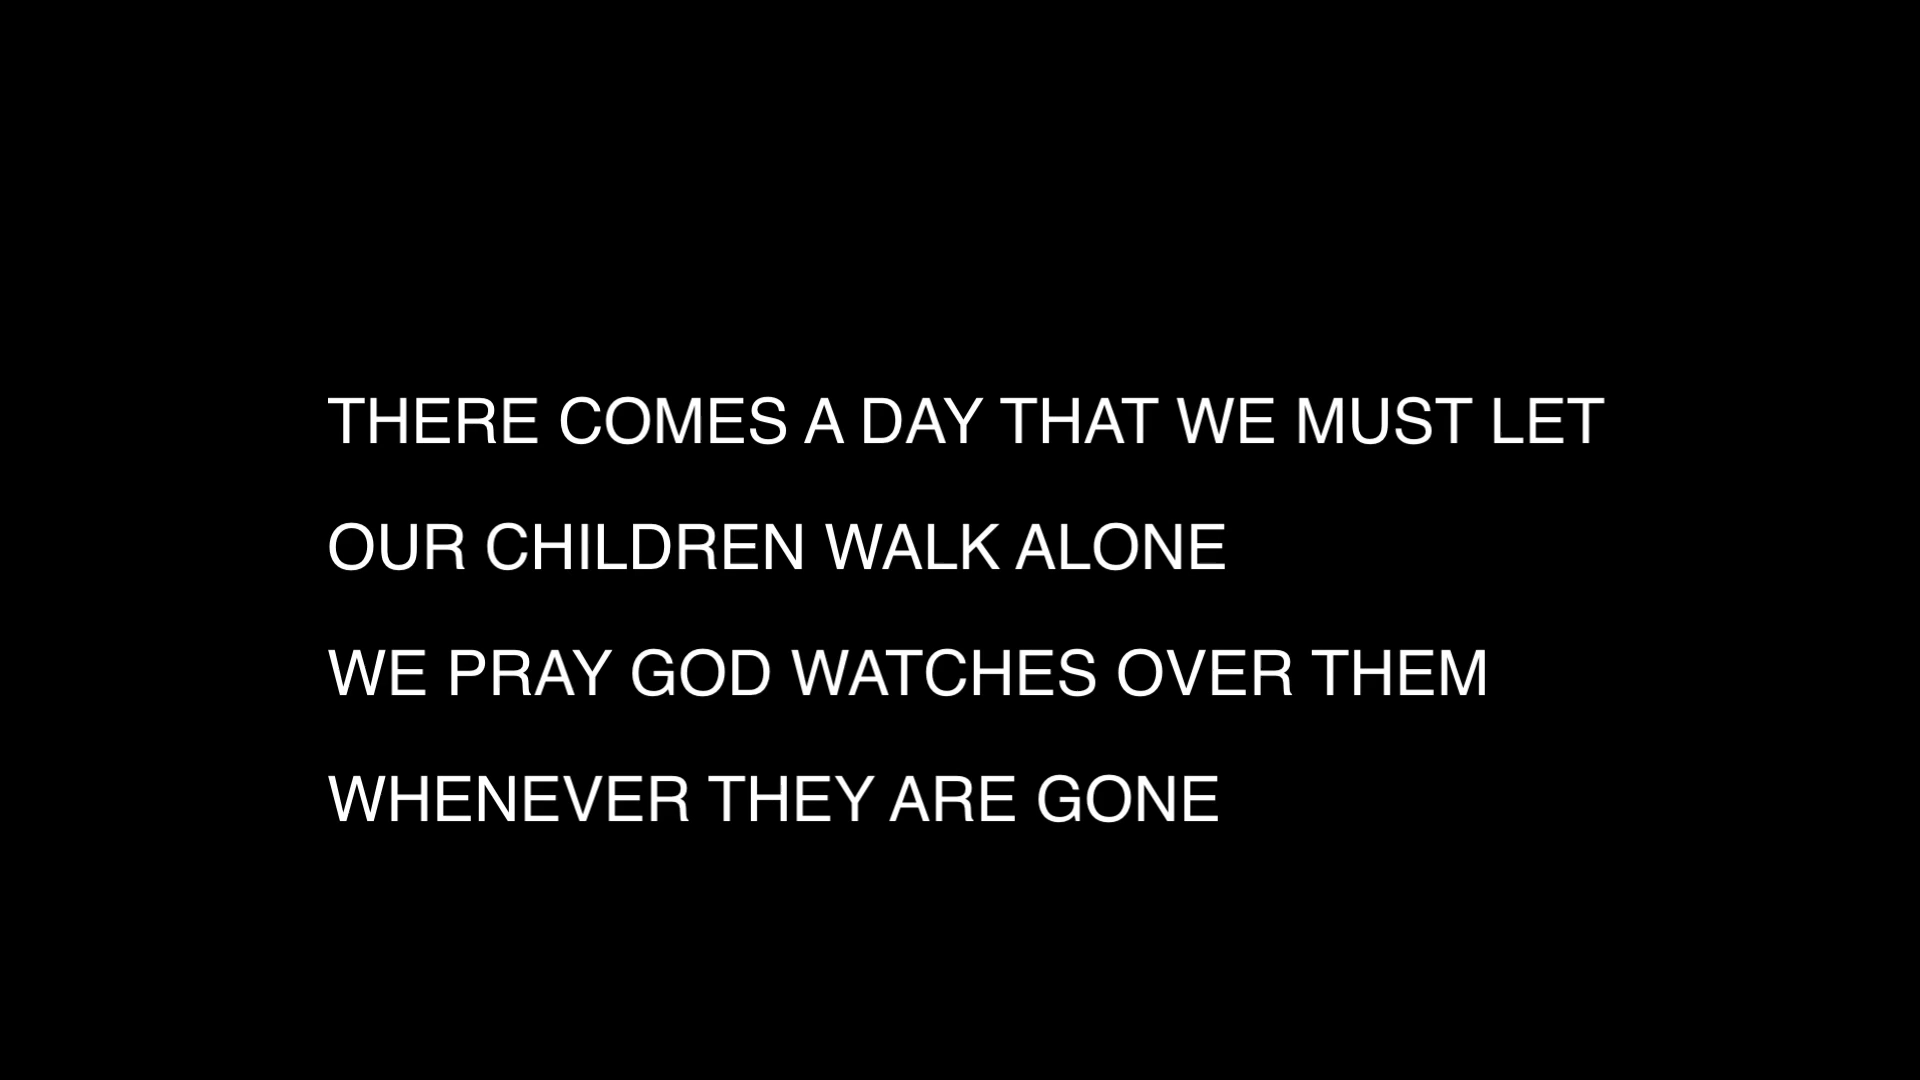 THERE COMES A DAY THAT WE MUST LET
OUR CHILDREN WALK ALONE
WE PRAY GOD WATCHES OVER THEM
WHENEVER THEY ARE GONE